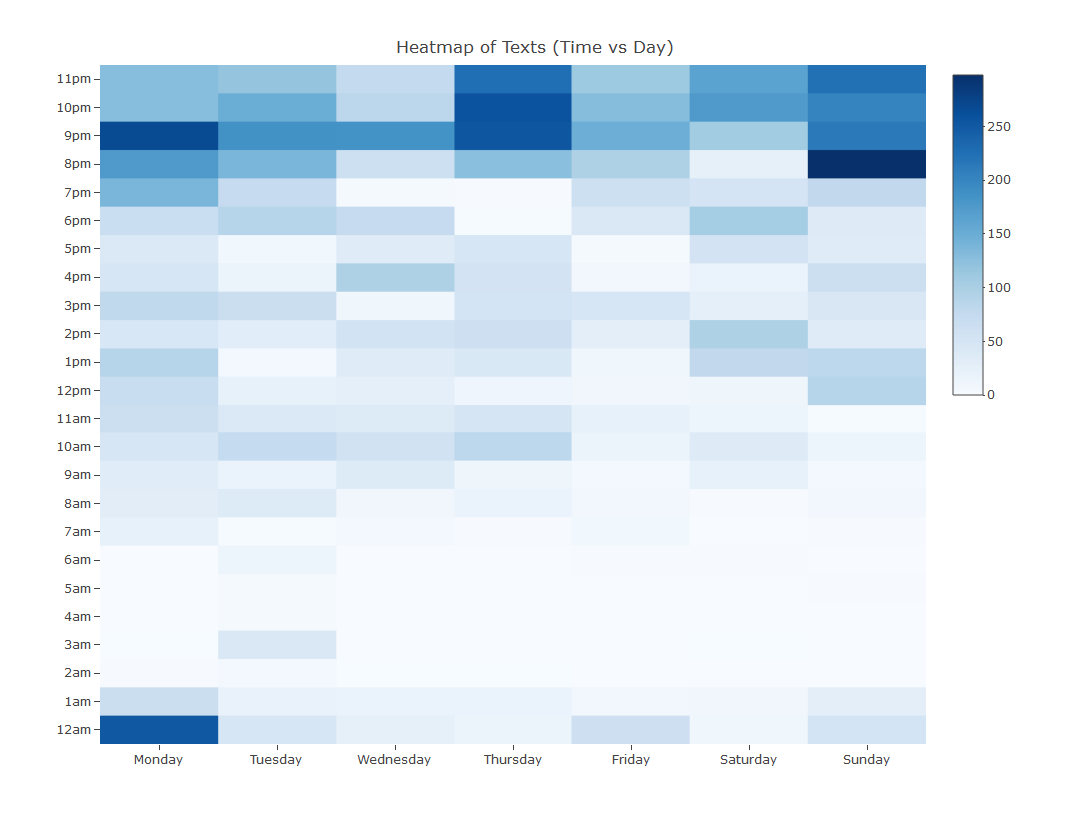 Heatmap of Texts (Time vs Day)
11pm
10pm
9pm
8pm
7pm
6pm
5pm
4pm
3pm
2pm
1pm
12pm
11am
10am
9am
8am
7am
6am
5am
4am
3am
2am
1am
12am
Monday Tuesday Wednesday Thursday Friday Saturday Sunday
250
200
150
100
50
0